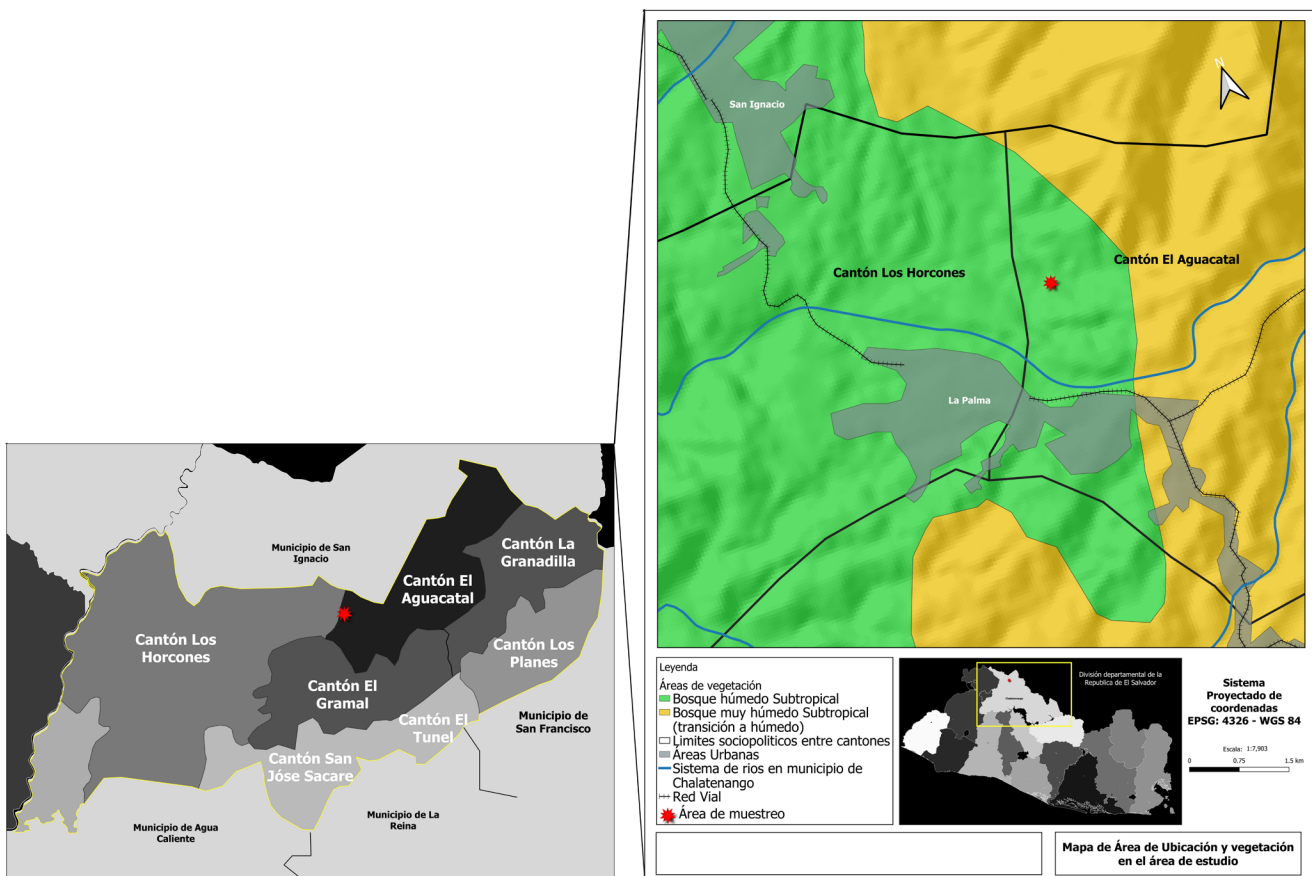 N
San Ignacio
Cantón Los Horcones
Cantón El Aguacatal
La Palma
Municipio de San
Ignacio
Cantón La
Granadilla
Cantón El
Aguacatal
Cantón Los
Horcones
Cantón Los
Planes
Cantón El
Gramal
Cantón El
Tunel
Municipio de
San Francisco
Cantón San
Jóse Sacare
Municipio de Agua
Caliente
Municipio de La
Reina
Leyenda
Áreas de vegetación
Bosque húmedo Subtropical
Bosque muy húmedo Subtropical
(transición a húmedo)
Limites sociopoliticos entre cantones
Áreas Urbanas
Sistema de rios en municipio de
Chalatenango
Red Vial
Área de muestreo
División departamental de la
Republica de El Salvador
Chalatenango
Sistema
Proyectado de
coordenadas
EPSG: 4326 - WGS 84
Escala: 1:7,903
0 0.75 1.5 km
Mapa de Área de Ubicación y vegetación
en el área de estudio